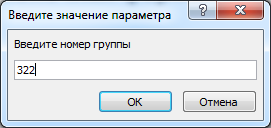 Введите значение параметра
Введите номер группы
322
ОК
Отмена